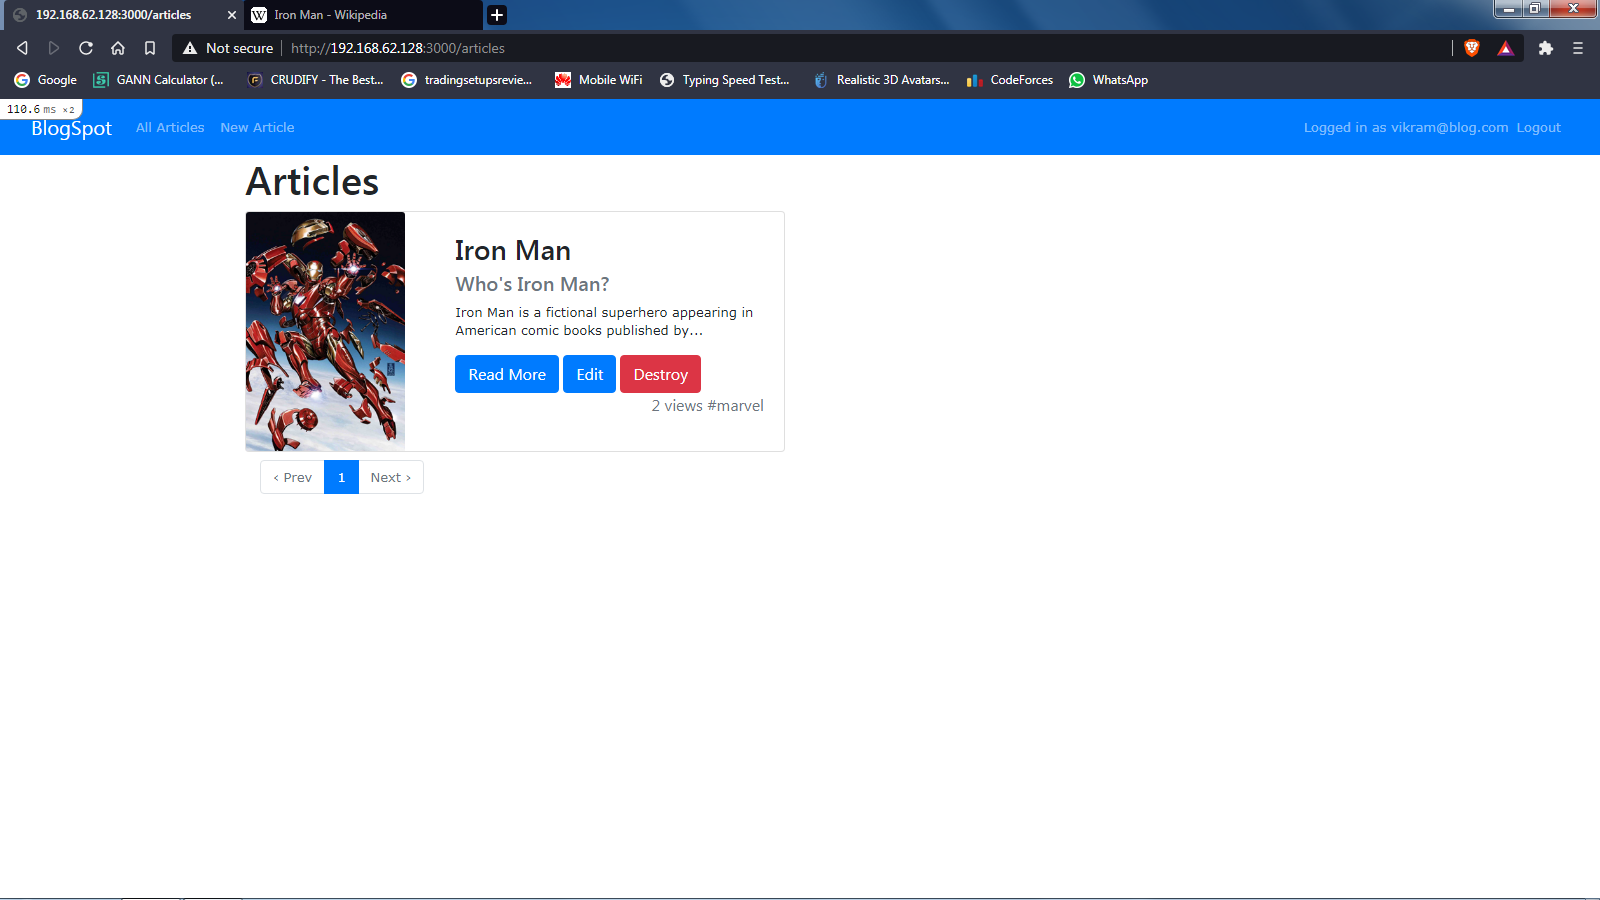 192.168.62.128:3000/articles
Iron Man - Wikipedia
Not secure http://192.168.62.128:3000/articles
Google GANN Calculator (... CRUDIFY - The Best... tradingsetupsrevie... Mobile WiFi Typing Speed Test... Realistic 3D Avatars... CodeForces WhatsApp
110.6 ms ×2
BlogSpot All Articles New Article Logged in as vikram@blog.com Logout
Articles
Iron Man
Who's Iron Man?
Iron Man is a fictional superhero appearing in
American comic books published by...
Read More Edit Destroy
2 views #marvel
‹ Prev 1 Next ›